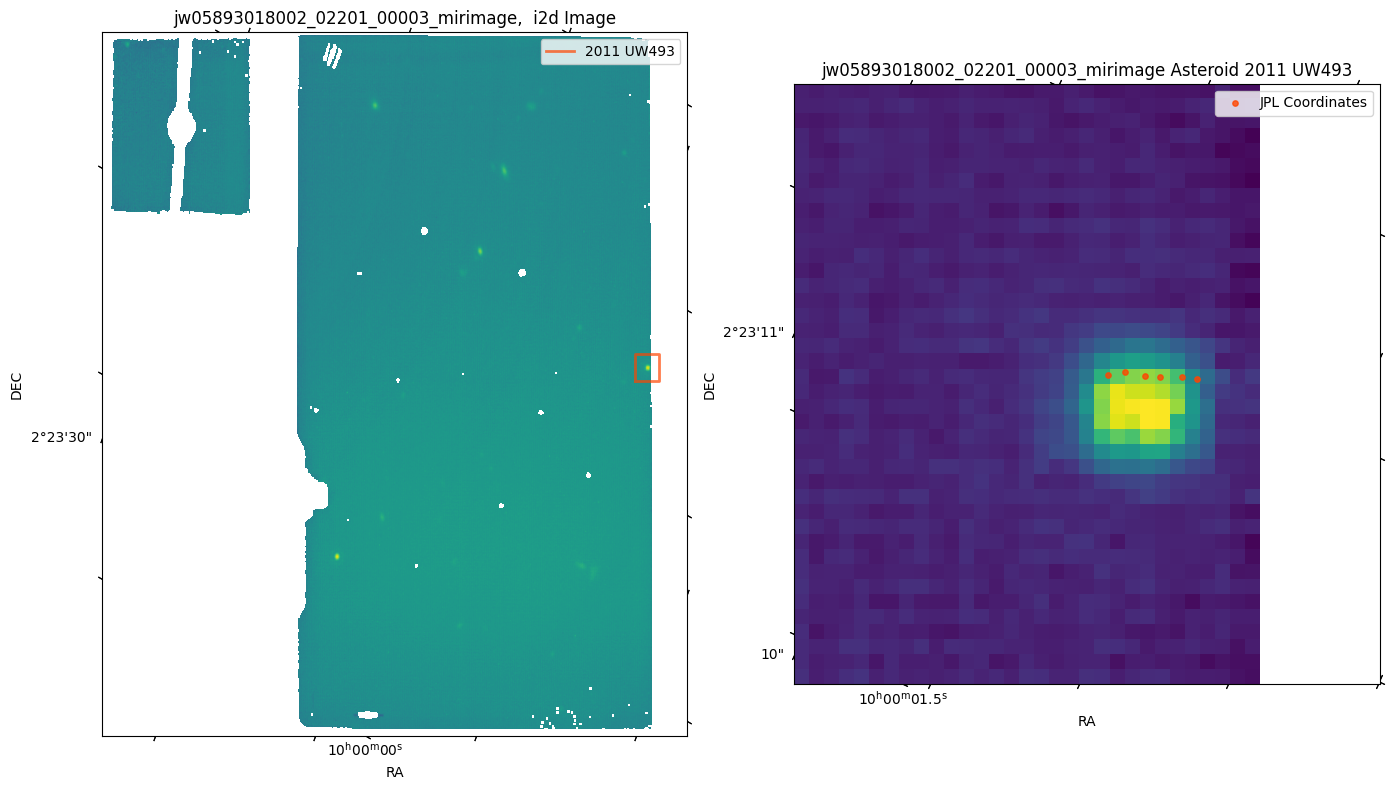 jw05893018002_02201_00003_mirimage,  i2d Image
2011 UW493
DEC
2°23'30"
10ʰ00ᵐ00ˢ
RA
jw05893018002_02201_00003_mirimage Asteroid 2011 UW493
JPL Coordinates
DEC
2°23'11"
10"
10ʰ00ᵐ01.5ˢ
RA